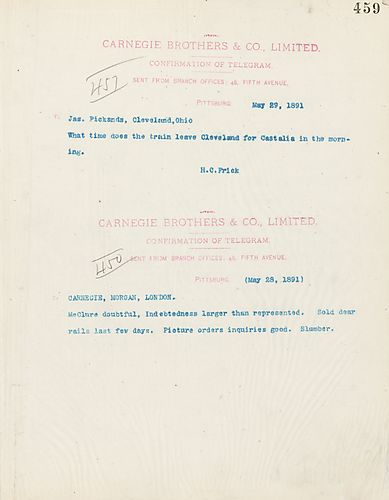 459
CARNEGIE BROTHERS & CO., LIMITED.
CONFIRMATION OF TELEGRAM,
SENT FROM BRANCH OFFICES, 48, FIFTH AVENUE,
457
PITTSBURG May 29, 1891
To Jas. Pickands, Cleveland,Ohio
What time does the train leave Cleveland for Castalia in the morn-
ing.
H.C.Frick
CARNEGIE BROTHERS & CO., LIMITED.
CONFIRMATION OF TELEGRAM,
SENT FROM BRANCH OFFICES, 48, FIFTH AVENUE,
450
PITTSBURG (May 28, 1891)
To CARNEGIE, MORGAN, LONDON.
McClure doubtful, Indebtedness larger than represented. Sold dear
rails last few days. Picture orders inquiries good. Slumber.